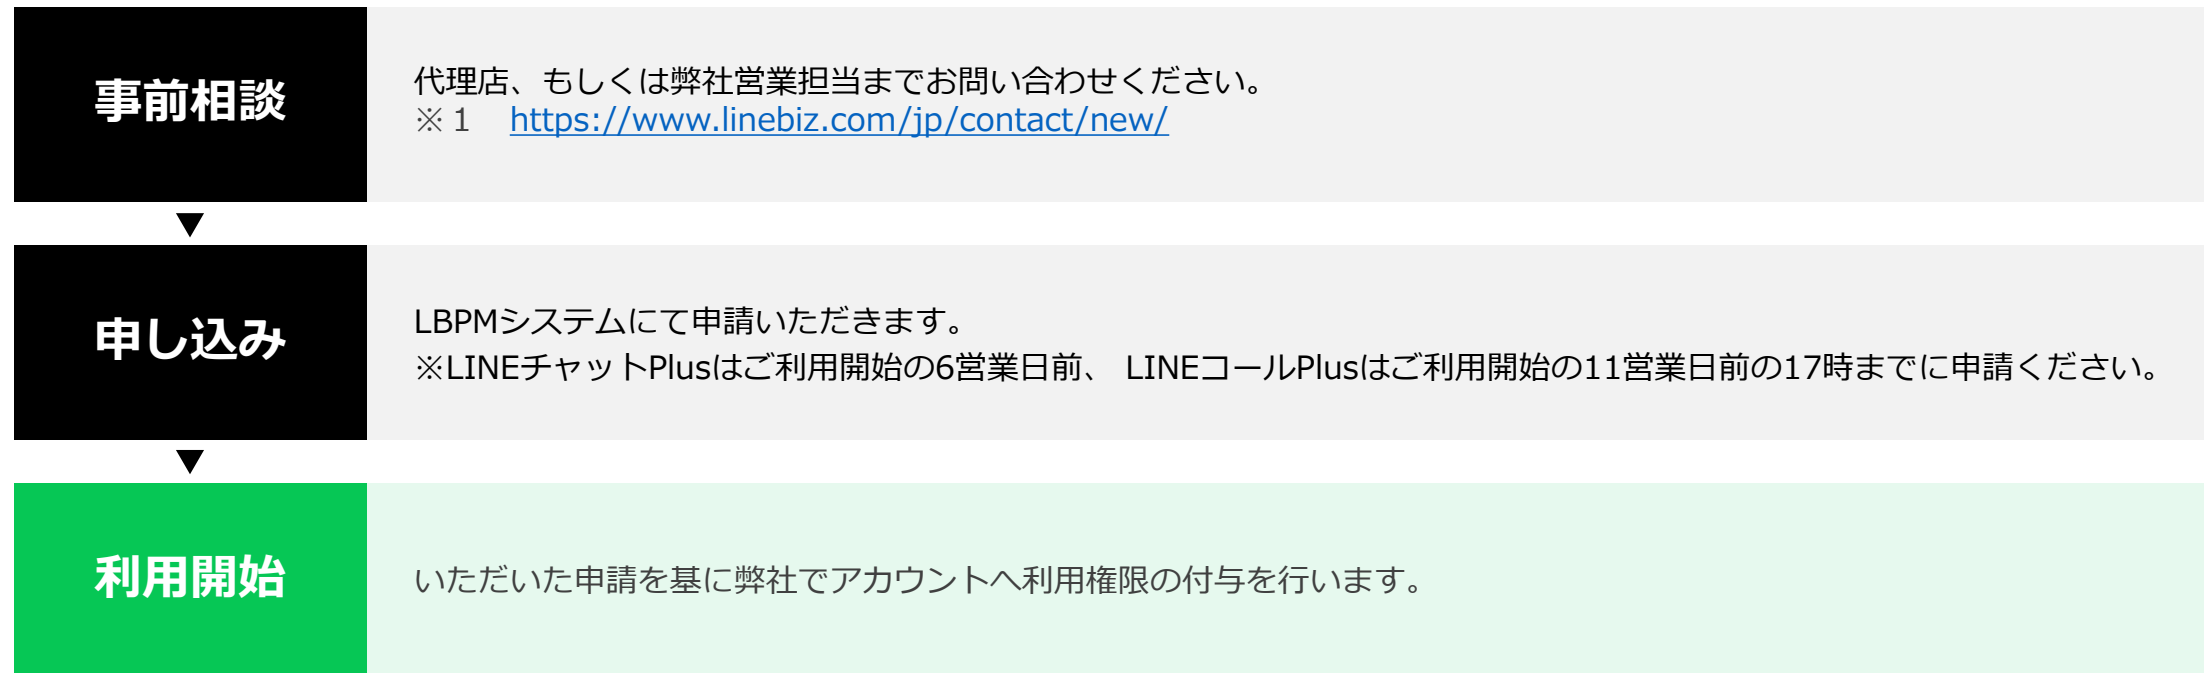 事前相談
代理店、もしくは弊社営業担当までお問い合わせください。
※１　https://www.linebiz.com/jp/contact/new/
▼
申し込み
LBPMシステムにて申請いただきます。
※LINEチャットPlusはご利用開始の6営業日前、 LINEコールPlusはご利用開始の11営業日前の17時までに申請ください。
▼
利用開始
いただいた申請を基に弊社でアカウントへ利用権限の付与を行います。